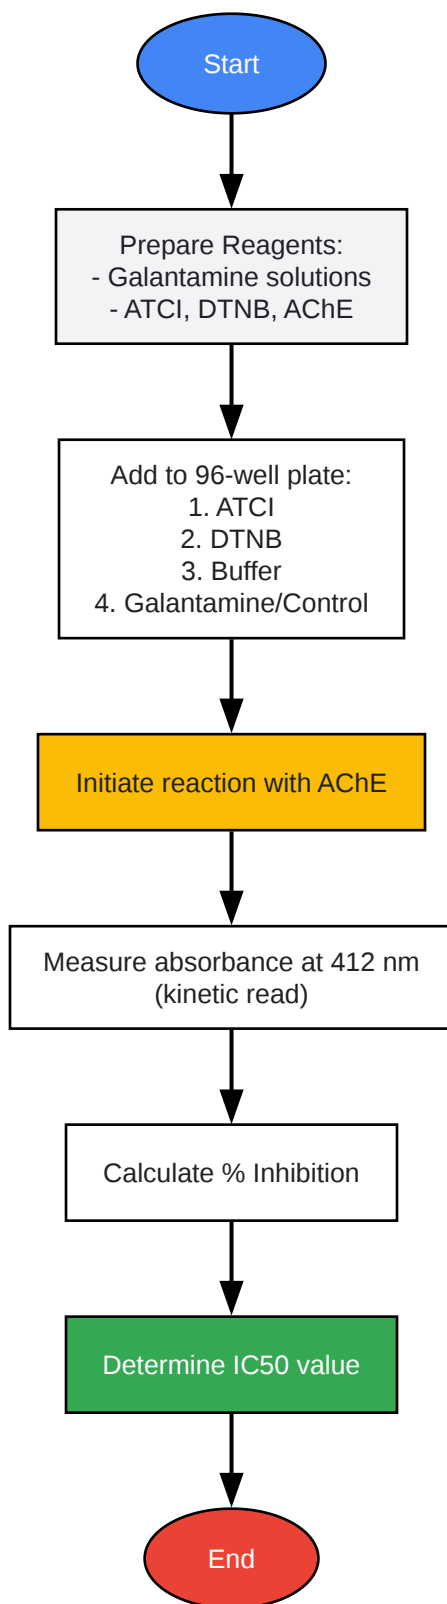 Start
Prepare Reagents:
- Galantamine solutions
- ATCI, DTNB, AChE
Add to 96-well plate:
1. ATCI
2. DTNB
3. Buffer
4. Galantamine/Control
Initiate reaction with AChE
Measure absorbance at 412 nm
(kinetic read)
Calculate % Inhibition
Determine IC50 value
End